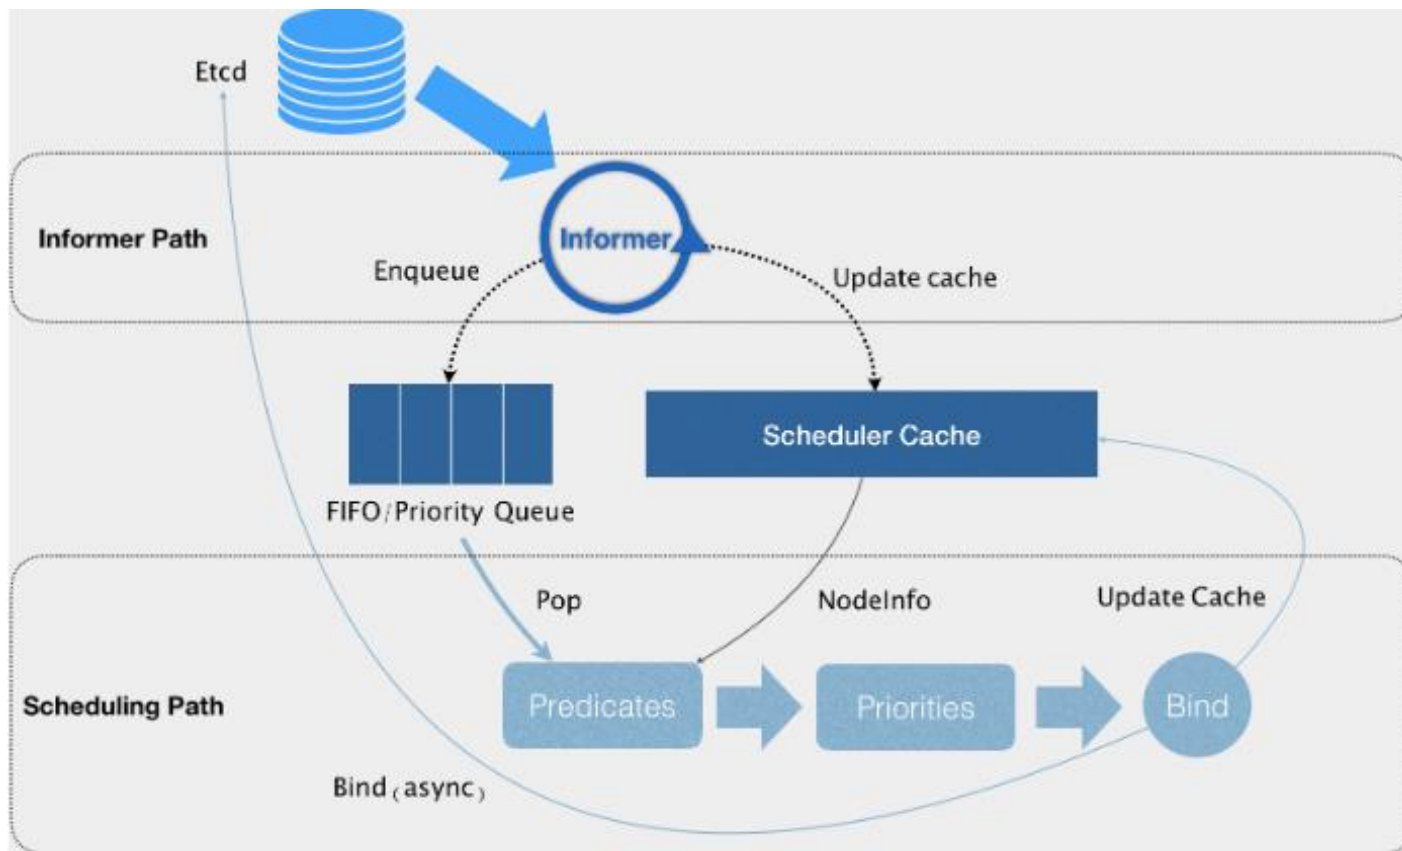 Etcd
Informer Path
Informer
Enqueue
Update cache
Scheduler Cache
FIFO/Priority Queue
Pop
NodeInfo
Update Cache
Scheduling Path
Predicates
Priorities
Bind
Bind(async)